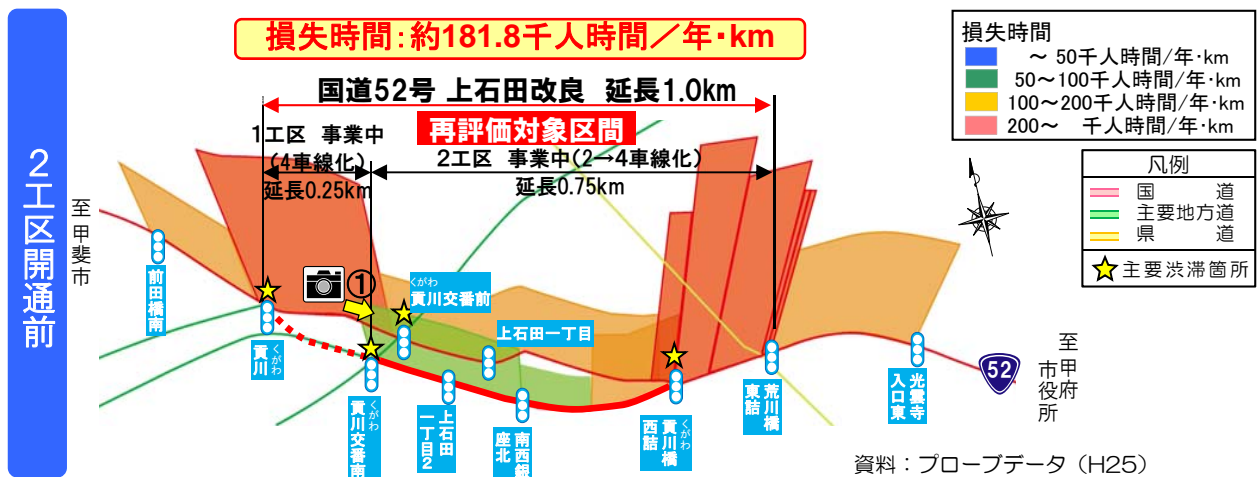 2工区開通前
損失時間:約181.8千人時間/年・km
国道52号 上石田改良 延長1.0km
再評価対象区間
1工区 事業中
(4車線化)
延長0.25km
2工区 事業中(2→4車線化)
延長0.75km
損失時間
~ 50千人時間/年・km
50~100千人時間/年・km
100~200千人時間/年・km
200~ 千人時間/年・km
凡例
国 道
主要地方道
県 道
主要渋滞箇所
至甲斐市
前田橋南
①
くがわ
貢川
くがわ
貢川交番前
くがわ
貢川交番南
上石田一丁目
上石田
一丁目2
南西銀
座北
くがわ
貢川橋
西詰
荒川橋
東詰
光雲寺
入口東
52
至甲府
市役所
資料:プローブデータ(H25)